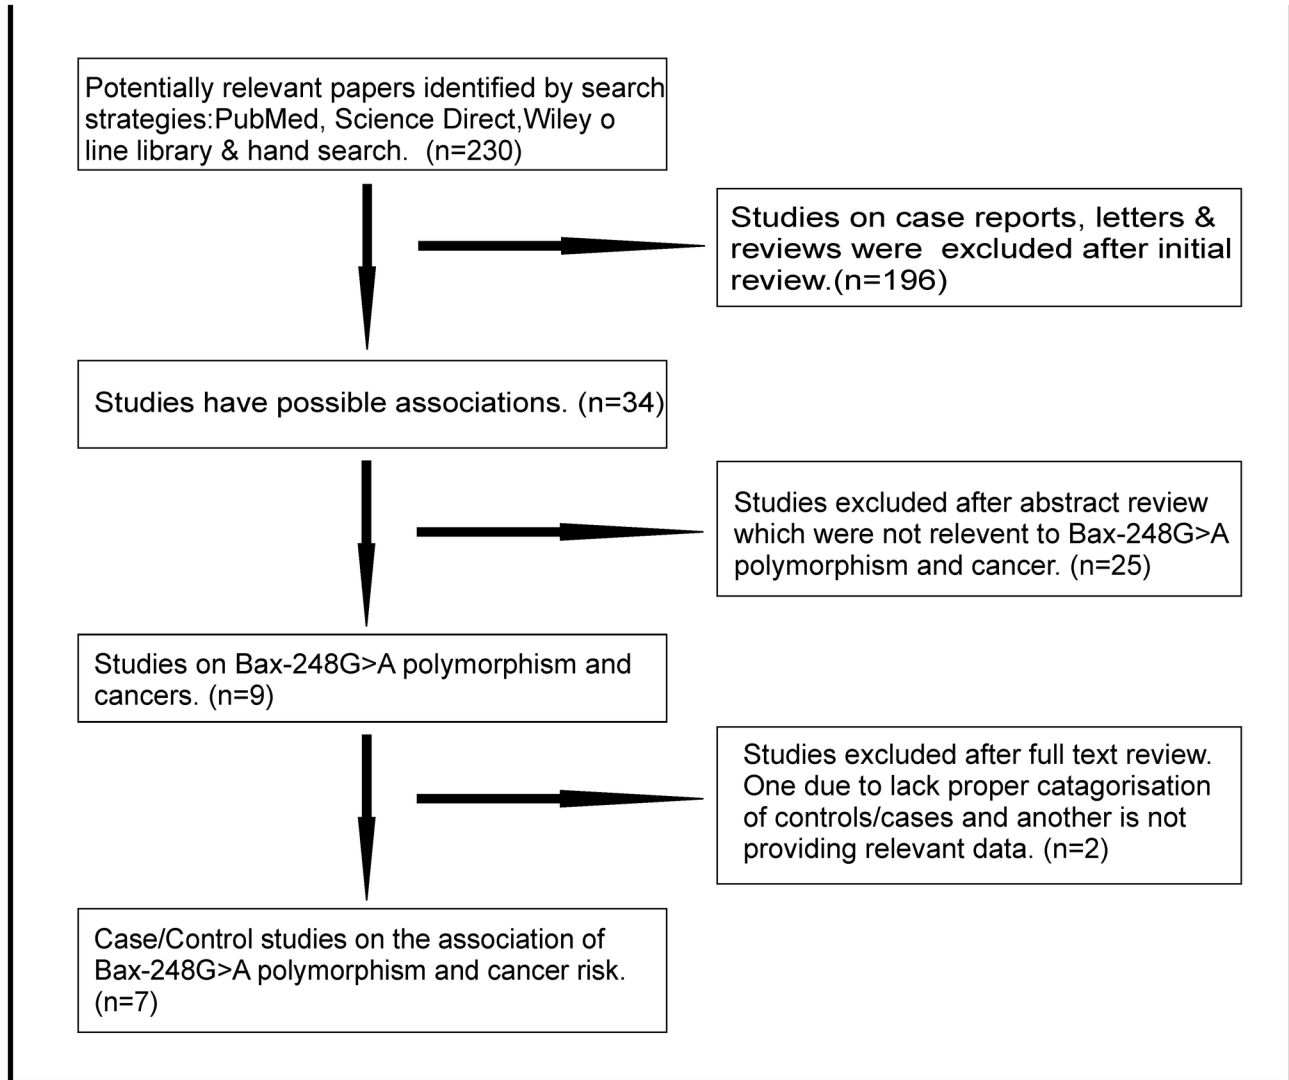 Potentially relevant papers identified by search
strategies:PubMed, Science Direct,Wiley o
line library & hand search.  (n=230)
Studies on case reports, letters &
reviews were  excluded after initial
review.(n=196)
Studies have possible associations. (n=34)
Studies excluded after abstract review
which were not relevent to Bax-248G>A
polymorphism and cancer. (n=25)
Studies on Bax-248G>A polymorphism and
cancers. (n=9)
Studies excluded after full text review.
One due to lack proper catagorisation
of controls/cases and another is not
providing relevant data. (n=2)
Case/Control studies on the association of
Bax-248G>A polymorphism and cancer risk.
(n=7)